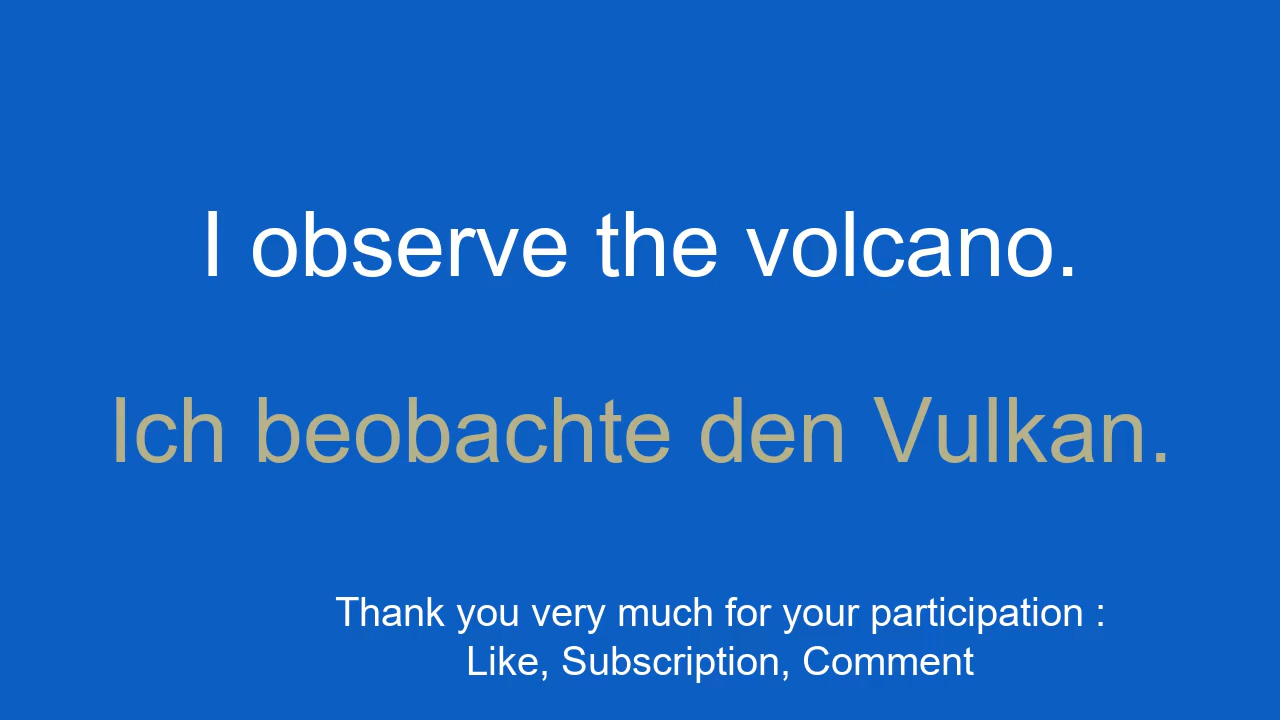 I observe the volcano.
Ich beobachte den Vulkan.
Thank you very much for your participation :
Like, Subscription, Comment